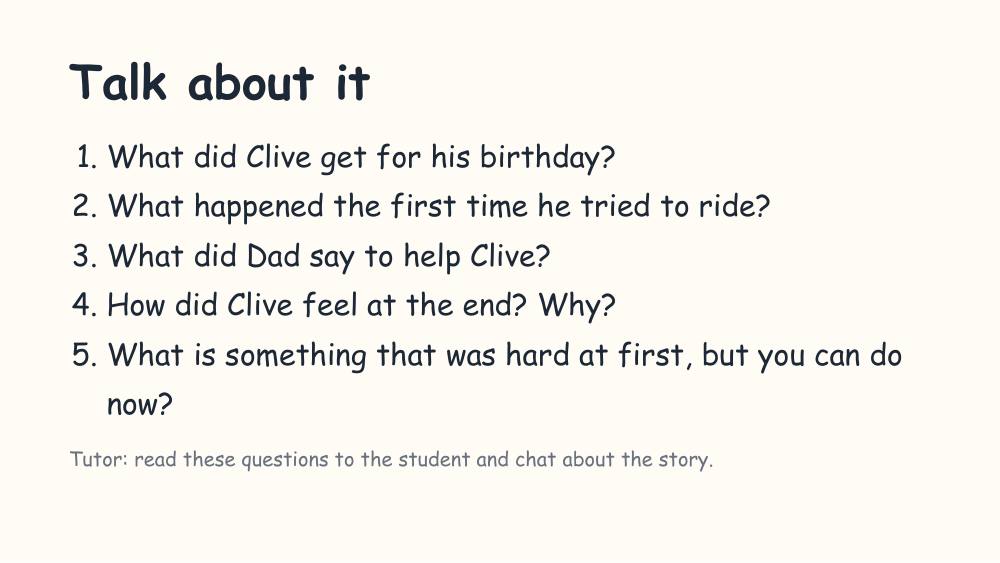 Talk about it
1. What did Clive get for his birthday?
2. What happened the first time he tried to ride?
3. What did Dad say to help Clive?
4. How did Clive feel at the end? Why?
5. What is something that was hard at first, but you can do
now?
Tutor: read these questions to the student and chat about the story.